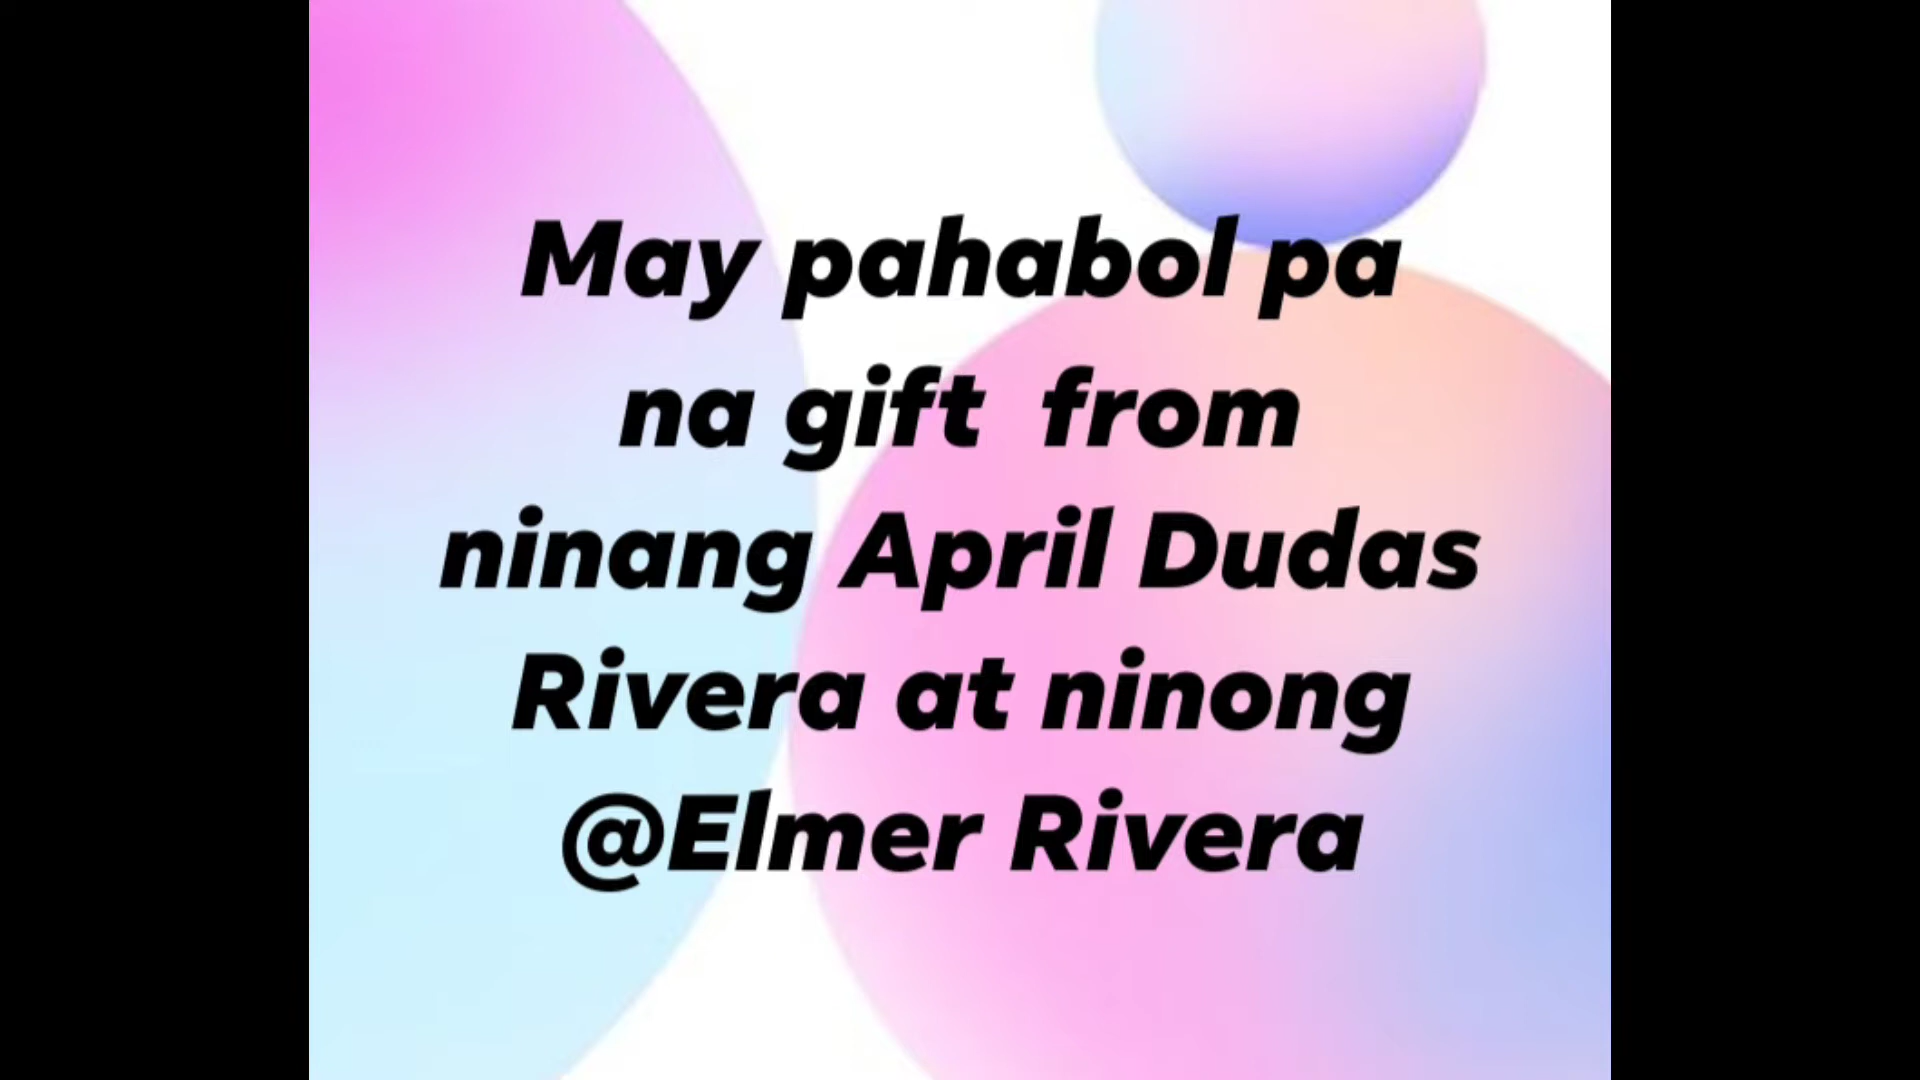 May pahabol pa
na gift from
ninang April Dudas
Rivera at ninong
@Elmer Rivera